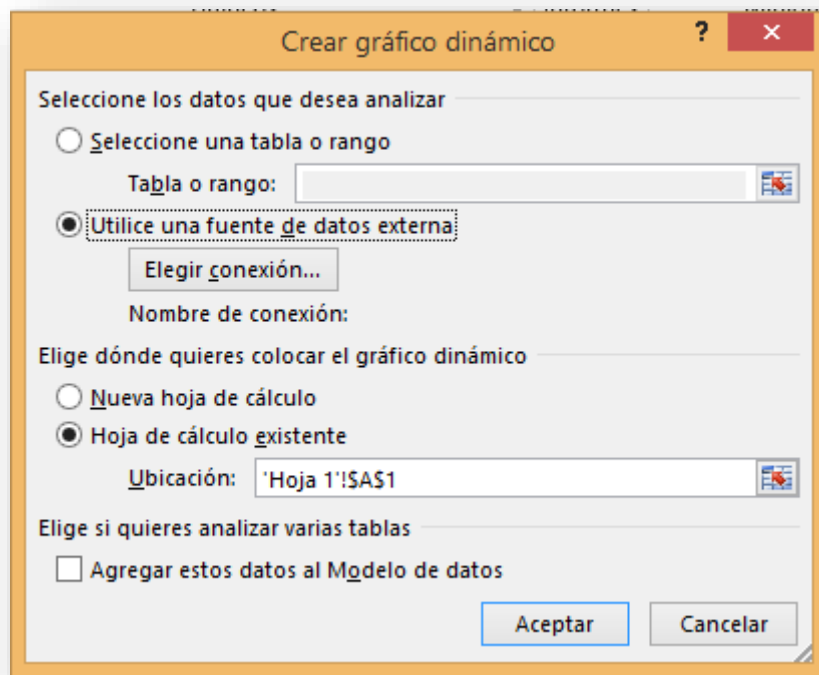 Crear gráfico dinámico
?
Seleccione los datos que desea analizar
Seleccione una tabla o rango
Tabla o rango:
Utilice una fuente de datos externa
Elegir conexión...
Nombre de conexión:
Elige dónde quieres colocar el gráfico dinámico
Nueva hoja de cálculo
Hoja de cálculo existente
Ubicación: 'Hoja 1'!$A$1
Elige si quieres analizar varias tablas
Agregar estos datos al Modelo de datos
Aceptar Cancelar